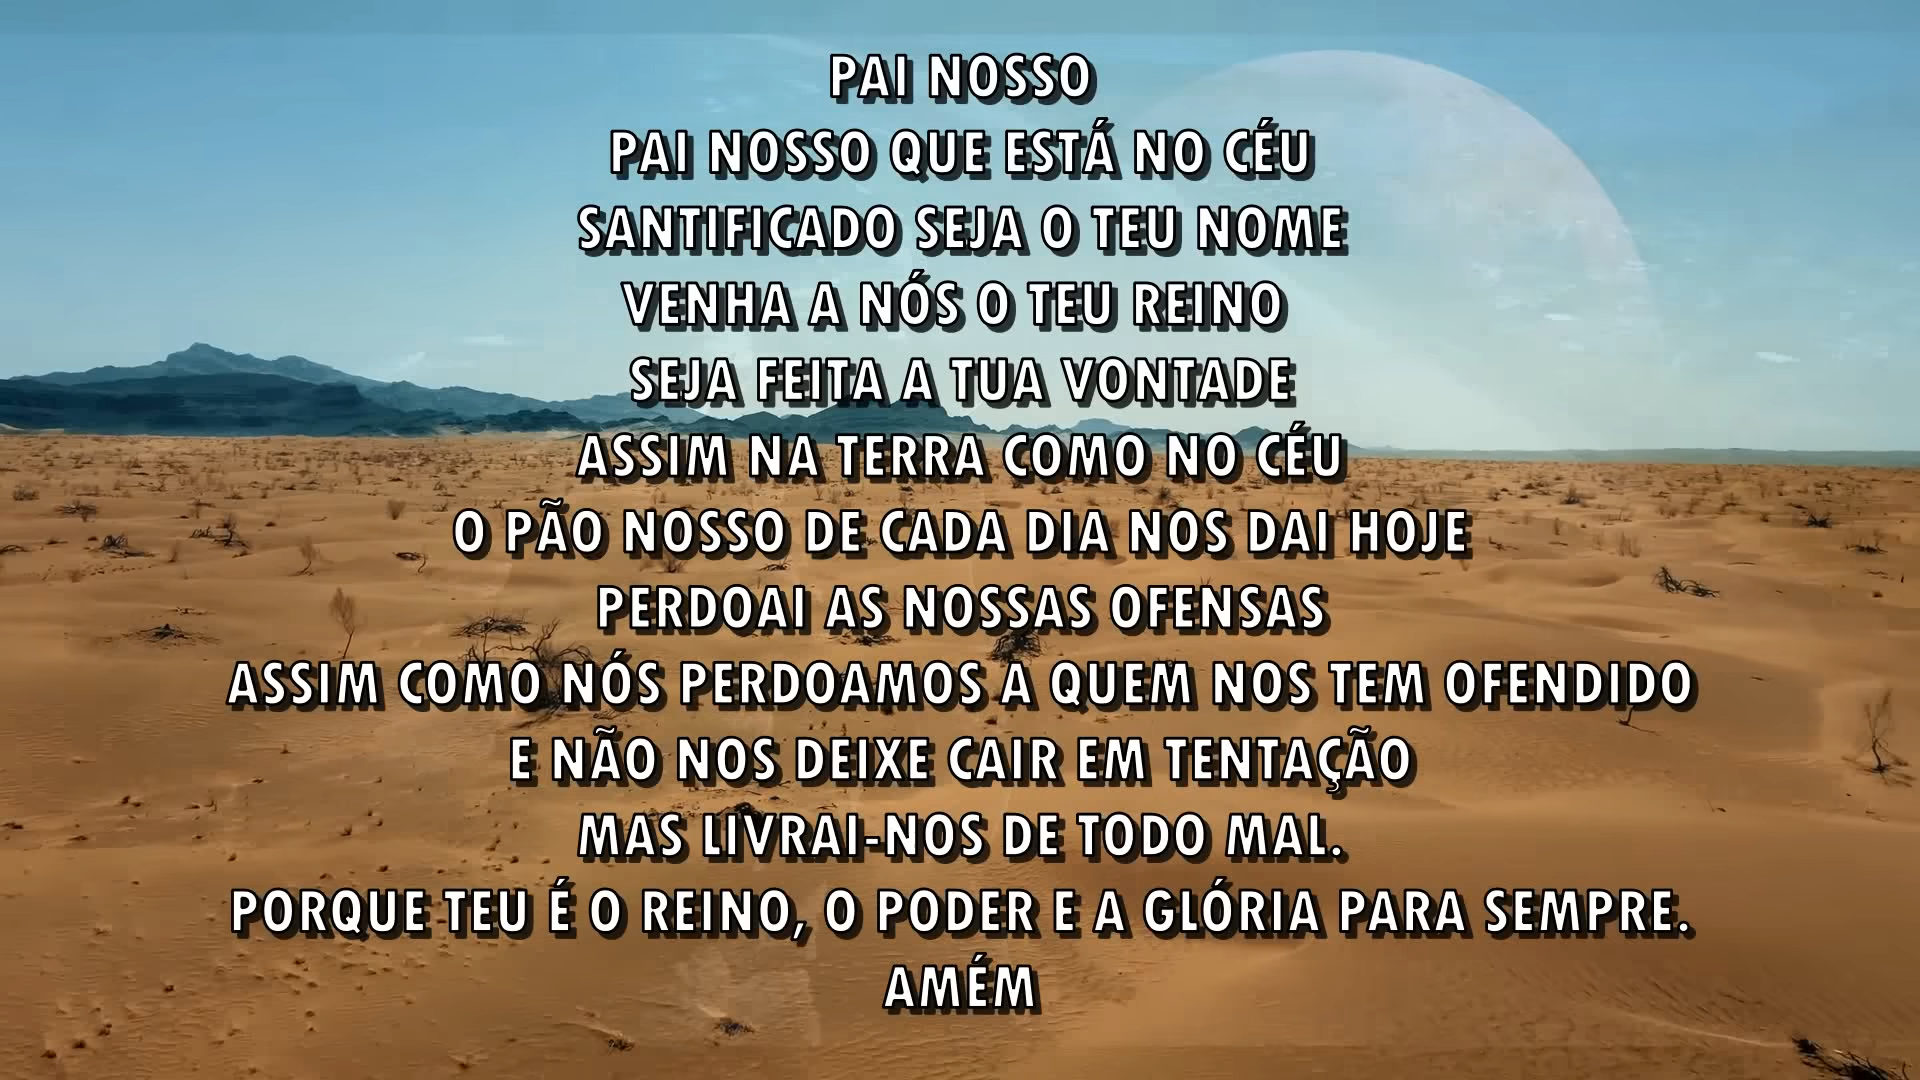 PAI NOSSO
PAI NOSSO QUE ESTÁ NO CÉU
SANTIFICADO SEJA O TEU NOME
VENHA A NÓS O TEU REINO
SEJA FEITA A TUA VONTADE
ASSIM NA TERRA COMO NO CÉU
O PÃO NOSSO DE CADA DIA NOS DAI HOJE
PERDOAI AS NOSSAS OFENSAS
ASSIM COMO NÓS PERDOAMOS A QUEM NOS TEM OFENDIDO
E NÃO NOS DEIXE CAIR EM TENTAÇÃO
MAS LIVRAI-NOS DE TODO MAL.
PORQUE TEU É O REINO, O PODER E A GLÓRIA PARA SEMPRE.
AMÉM